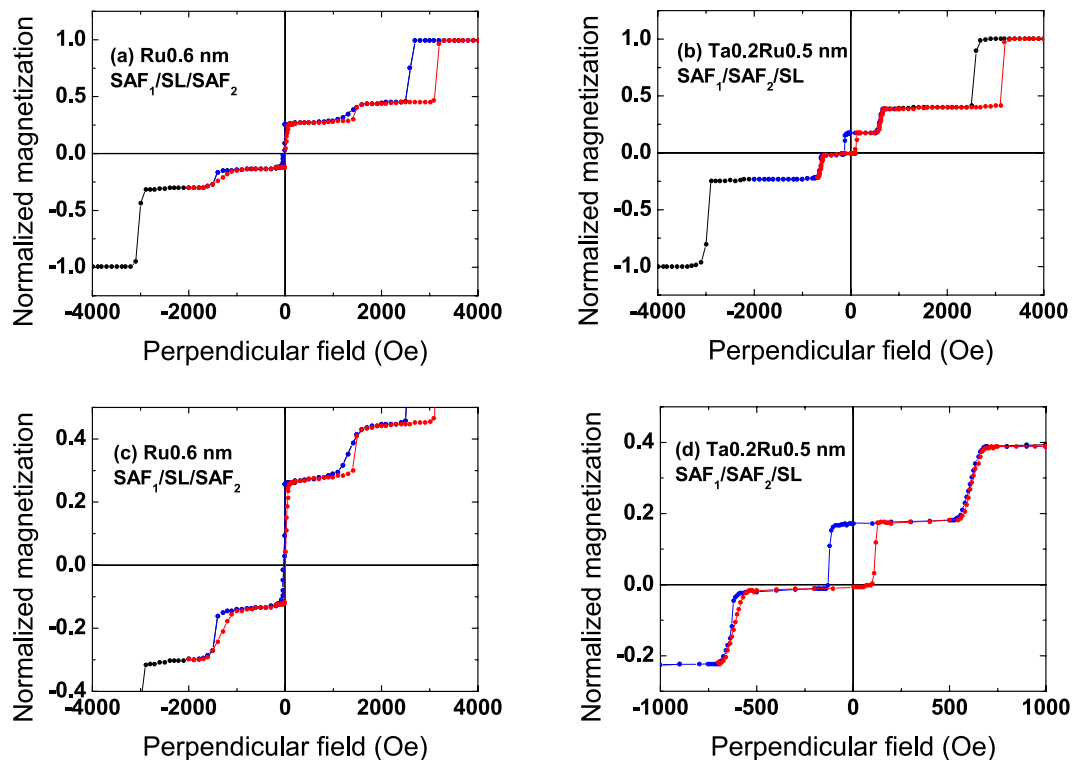 (a) Ru0.6 nm
SAF1/SL/SAF2
Normalized magnetization
1.0
0.5
0.0
-0.5
-1.0
-4000 -2000 0 2000 4000
Perpendicular field (Oe)
(b) Ta0.2Ru0.5 nm
SAF1/SAF2/SL
Normalized magnetization
1.0
0.5
0.0
-0.5
-1.0
-4000 -2000 0 2000 4000
Perpendicular field (Oe)
(c) Ru0.6 nm
SAF1/SL/SAF2
Normalized magnetization
0.4
0.2
0.0
-0.2
-0.4
-4000 -2000 0 2000 4000
Perpendicular field (Oe)
(d) Ta0.2Ru0.5 nm
SAF1/SAF2/SL
Normalized magnetization
0.4
0.2
0.0
-0.2
-1000 -500 0 500 1000
Perpendicular field (Oe)